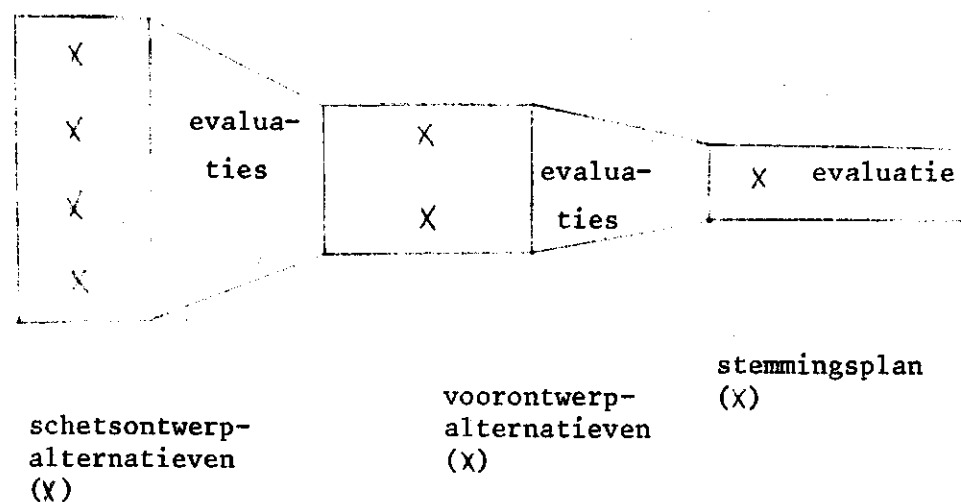 X
X
X
X
evalua-
ties
X
X
evalua-
ties
X evaluatie
schetsontwerp-
alternatieven
(X)
voorontwerp-
alternatieven
(X)
stemmingsplan
(X)